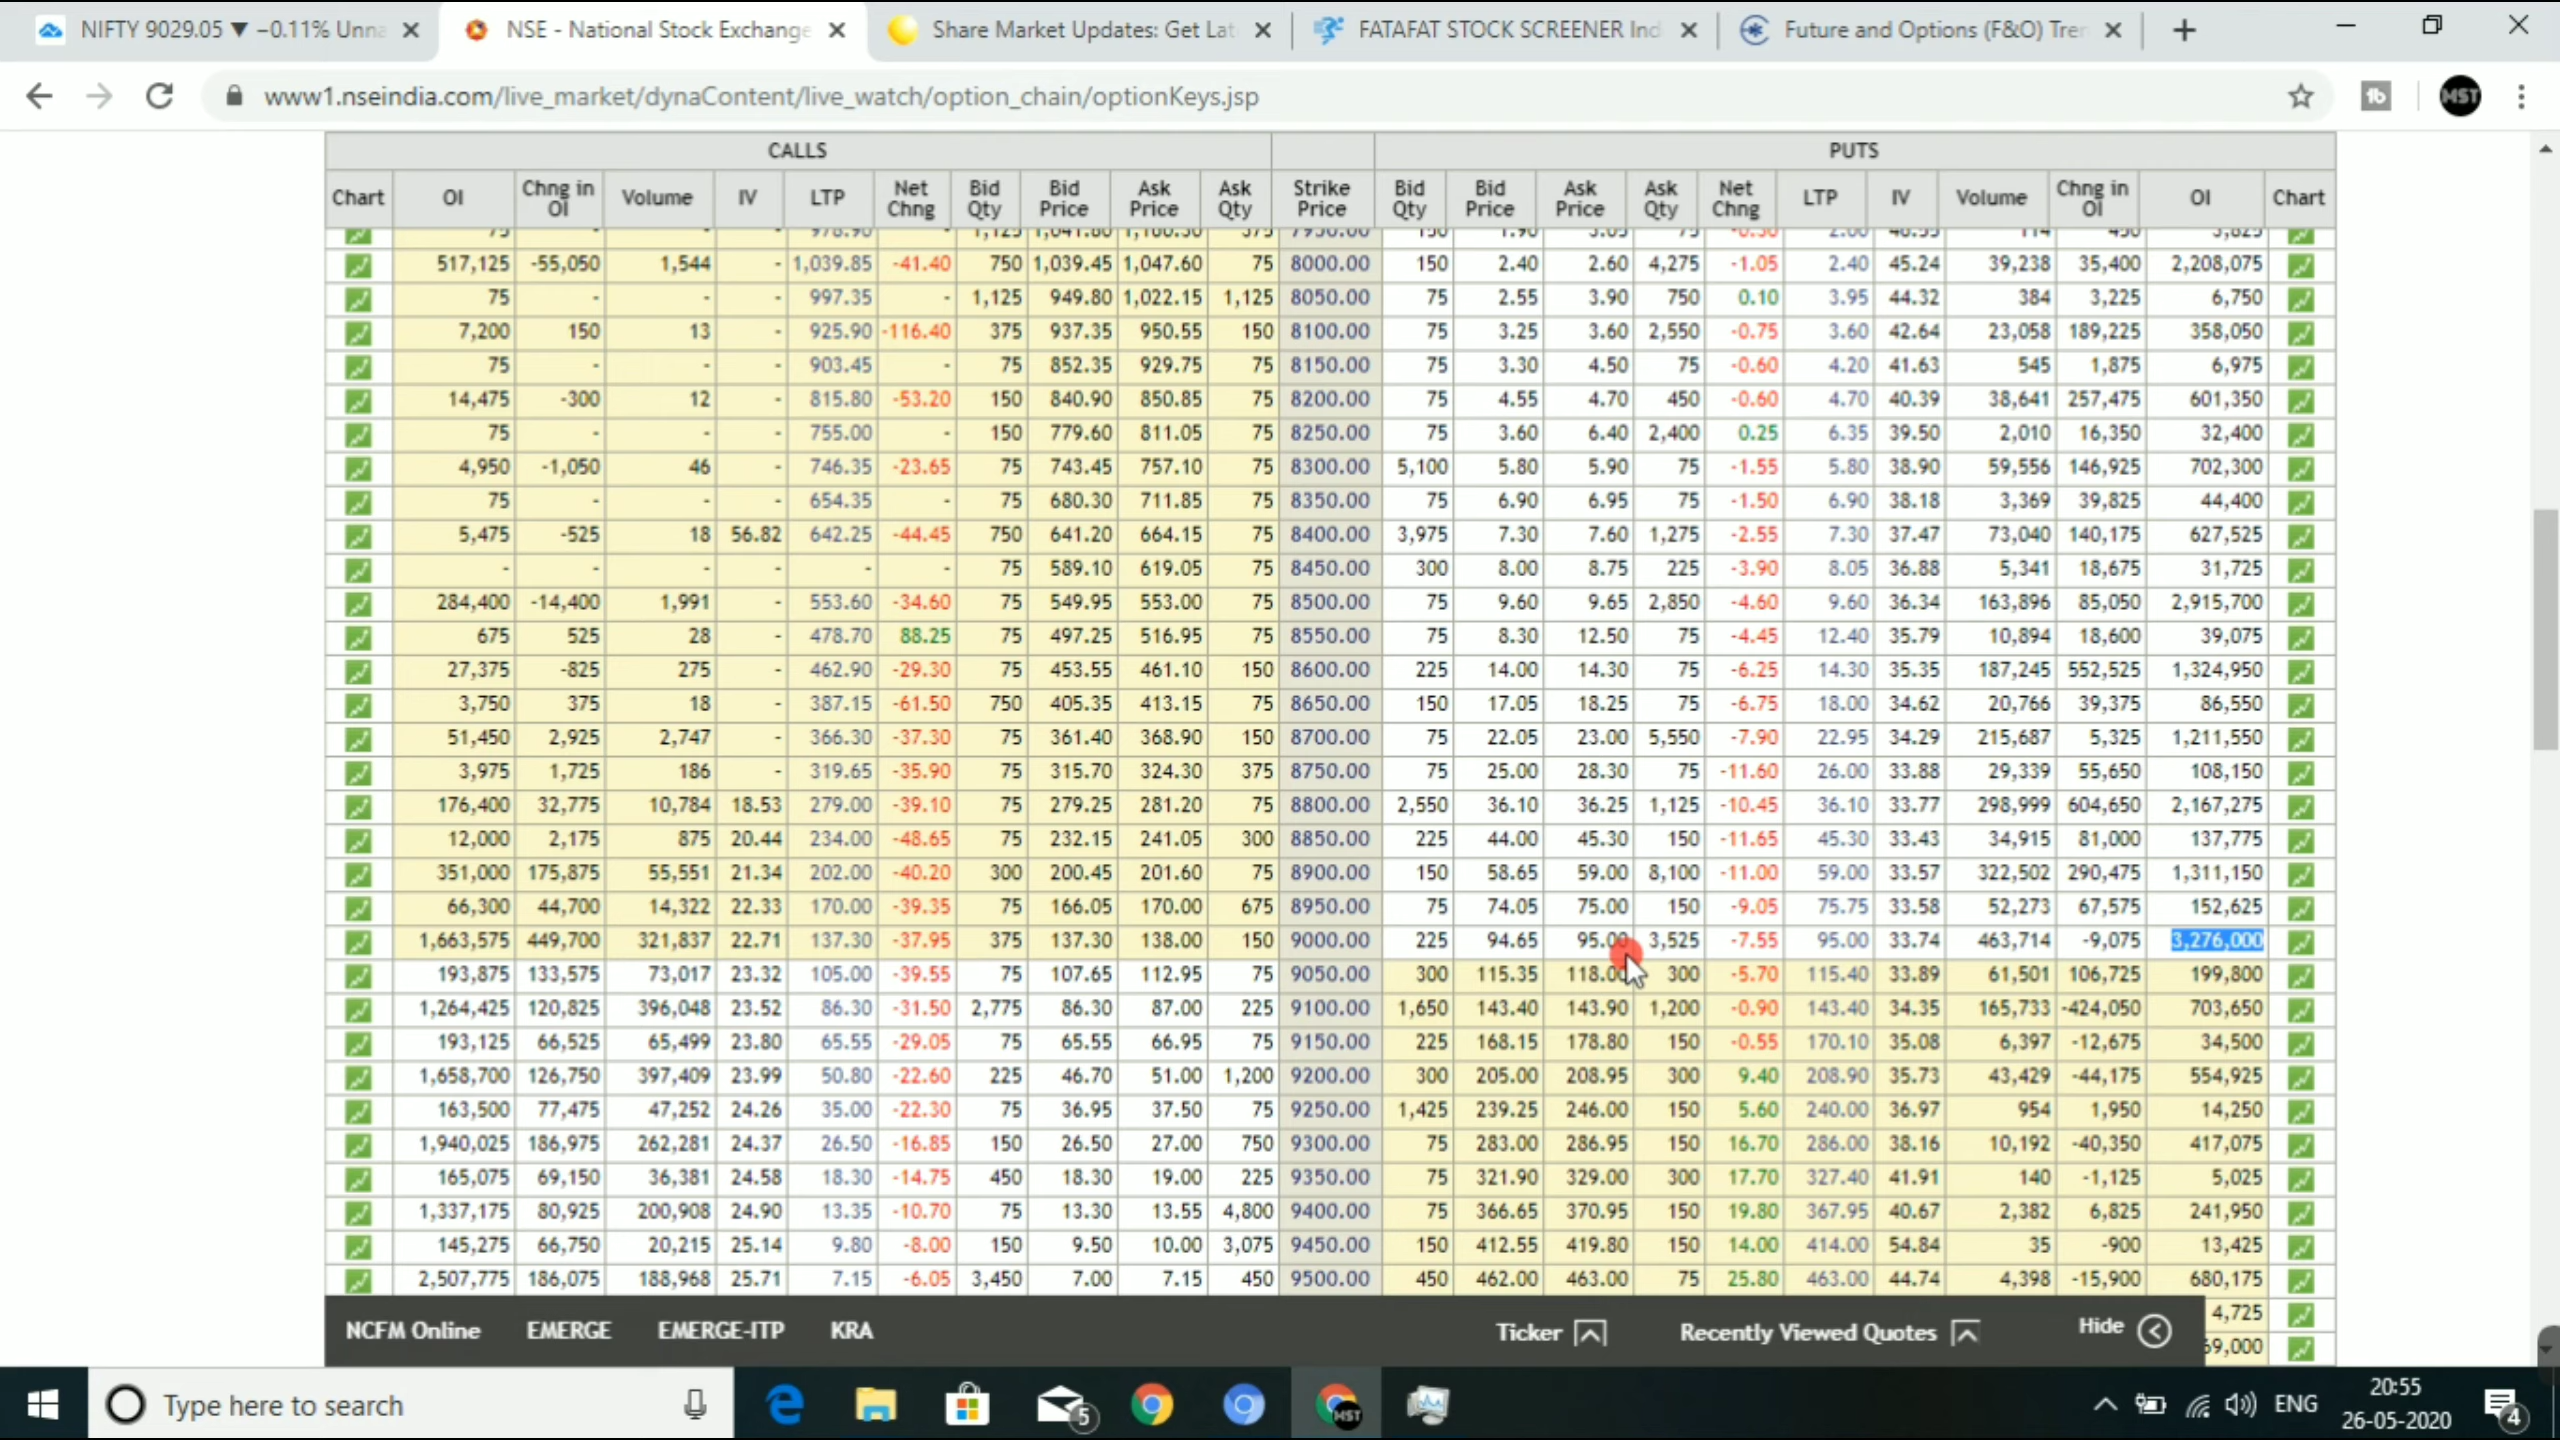 NIFTY 9029.05 ▼ −0.11% Unna
NSE - National Stock Exchange
Share Market Updates: Get Lat
FATAFAT STOCK SCREENER Ind
Future and Options (F&O) Tren
www1.nseindia.com/live_market/dynaContent/live_watch/option_chain/optionKeys.jsp
CALLS PUTS
Chart OI Chng in OI Volume IV LTP Net Chng Bid Qty Bid Price Ask Price Ask Qty Strike Price Bid Qty Bid Price Ask Price Ask Qty Net Chng LTP IV Volume Chng in OI OI Chart
517,125 -55,050 1,544 - 1,039.85 -41.40 750 1,039.45 1,047.60 75 8000.00 150 2.40 2.60 4,275 -1.05 2.40 45.24 39,238 35,400 2,208,075
75 - - - 997.35 - 1,125 949.80 1,022.15 1,125 8050.00 75 2.55 3.90 750 0.10 3.95 44.32 384 3,225 6,750
7,200 150 13 - 925.90 -116.40 375 937.35 950.55 150 8100.00 75 3.25 3.60 2,550 -0.75 3.60 42.64 23,058 189,225 358,050
75 - - - 903.45 - 75 852.35 929.75 75 8150.00 75 3.30 4.50 75 -0.60 4.20 41.63 545 1,875 6,975
14,475 -300 12 - 815.80 -53.20 150 840.90 850.85 75 8200.00 75 4.55 4.70 450 -0.60 4.70 40.39 38,641 257,475 601,350
75 - - - 755.00 - 150 779.60 811.05 75 8250.00 75 3.60 6.40 2,400 0.25 6.35 39.50 2,010 16,350 32,400
4,950 -1,050 46 - 746.35 -23.65 75 743.45 757.10 75 8300.00 5,100 5.80 5.90 75 -1.55 5.80 38.90 59,556 146,925 702,300
75 - - - 654.35 - 75 680.30 711.85 75 8350.00 75 6.90 6.95 75 -1.50 6.90 38.18 3,369 39,825 44,400
5,475 -525 18 56.82 642.25 -44.45 750 641.20 664.15 75 8400.00 3,975 7.30 7.60 1,275 -2.55 7.30 37.47 73,040 140,175 627,525
- - - - - - 75 589.10 619.05 75 8450.00 300 8.00 8.75 225 -3.90 8.05 36.88 5,341 18,675 31,725
284,400 -14,400 1,991 - 553.60 -34.60 75 549.95 553.00 75 8500.00 75 9.60 9.65 2,850 -4.60 9.60 36.34 163,896 85,050 2,915,700
675 525 28 - 478.70 88.25 75 497.25 516.95 75 8550.00 75 8.30 12.50 75 -4.45 12.40 35.79 10,894 18,600 39,075
27,375 -825 275 - 462.90 -29.30 75 453.55 461.10 150 8600.00 225 14.00 14.30 75 -6.25 14.30 35.35 187,245 552,525 1,324,950
3,750 375 18 - 387.15 -61.50 750 405.35 413.15 75 8650.00 150 17.05 18.25 75 -6.75 18.00 34.62 20,766 39,375 86,550
51,450 2,925 2,747 - 366.30 -37.30 75 361.40 368.90 150 8700.00 75 22.05 23.00 5,550 -7.90 22.95 34.29 215,687 5,325 1,211,550
3,975 1,725 186 - 319.65 -35.90 75 315.70 324.30 375 8750.00 75 25.00 28.30 75 -11.60 26.00 33.88 29,339 55,650 108,150
176,400 32,775 10,784 18.53 279.00 -39.10 75 279.25 281.20 75 8800.00 2,550 36.10 36.25 1,125 -10.45 36.10 33.77 298,999 604,650 2,167,275
12,000 2,175 875 20.44 234.00 -48.65 75 232.15 241.05 300 8850.00 225 44.00 45.30 150 -11.65 45.30 33.43 34,915 81,000 137,775
351,000 175,875 55,551 21.34 202.00 -40.20 300 200.45 201.60 75 8900.00 150 58.65 59.00 8,100 -11.00 59.00 33.57 322,502 290,475 1,311,150
66,300 44,700 14,322 22.33 170.00 -39.35 75 166.05 170.00 675 8950.00 75 74.05 75.00 150 -9.05 75.75 33.58 52,273 67,575 152,625
1,663,575 449,700 321,837 22.71 137.30 -37.95 375 137.30 138.00 150 9000.00 225 94.65 95.00 3,525 -7.55 95.00 33.74 463,714 -9,075 3,276,000
193,875 133,575 73,017 23.32 105.00 -39.55 75 107.65 112.95 75 9050.00 300 115.35 118.00 300 -5.70 115.40 33.89 61,501 106,725 199,800
1,264,425 120,825 396,048 23.52 86.30 -31.50 2,775 86.30 87.00 225 9100.00 1,650 143.40 143.90 1,200 -0.90 143.40 34.35 165,733 -424,050 703,650
193,125 66,525 65,499 23.80 65.55 -29.05 75 65.55 66.95 75 9150.00 225 168.15 178.80 150 -0.55 170.10 35.08 6,397 -12,675 34,500
1,658,700 126,750 397,409 23.99 50.80 -22.60 225 46.70 51.00 1,200 9200.00 300 205.00 208.95 300 9.40 208.90 35.73 43,429 -44,175 554,925
163,500 77,475 47,252 24.26 35.00 -22.30 75 36.95 37.50 75 9250.00 1,425 239.25 246.00 150 5.60 240.00 36.97 954 1,950 14,250
1,940,025 186,975 262,281 24.37 26.50 -16.85 150 26.50 27.00 750 9300.00 75 283.00 286.95 150 16.70 286.00 38.16 10,192 -40,350 417,075
165,075 69,150 36,381 24.58 18.30 -14.75 450 18.30 19.00 225 9350.00 75 321.90 329.00 300 17.70 327.40 41.91 140 -1,125 5,025
1,337,175 80,925 200,908 24.90 13.35 -10.70 75 13.30 13.55 4,800 9400.00 75 366.65 370.95 150 19.80 367.95 40.67 2,382 6,825 241,950
145,275 66,750 20,215 25.14 9.80 -8.00 150 9.50 10.00 3,075 9450.00 150 412.55 419.80 150 14.00 414.00 54.84 35 -900 13,425
2,507,775 186,075 188,968 25.71 7.15 -6.05 3,450 7.00 7.15 450 9500.00 450 462.00 463.00 75 25.80 463.00 44.74 4,398 -15,900 680,175
4,725
NCFM Online EMERGE EMERGE-ITP KRA Ticker Recently Viewed Quotes Hide
69,000
Type here to search
5
MST
ENG
20:55
26-05-2020
4